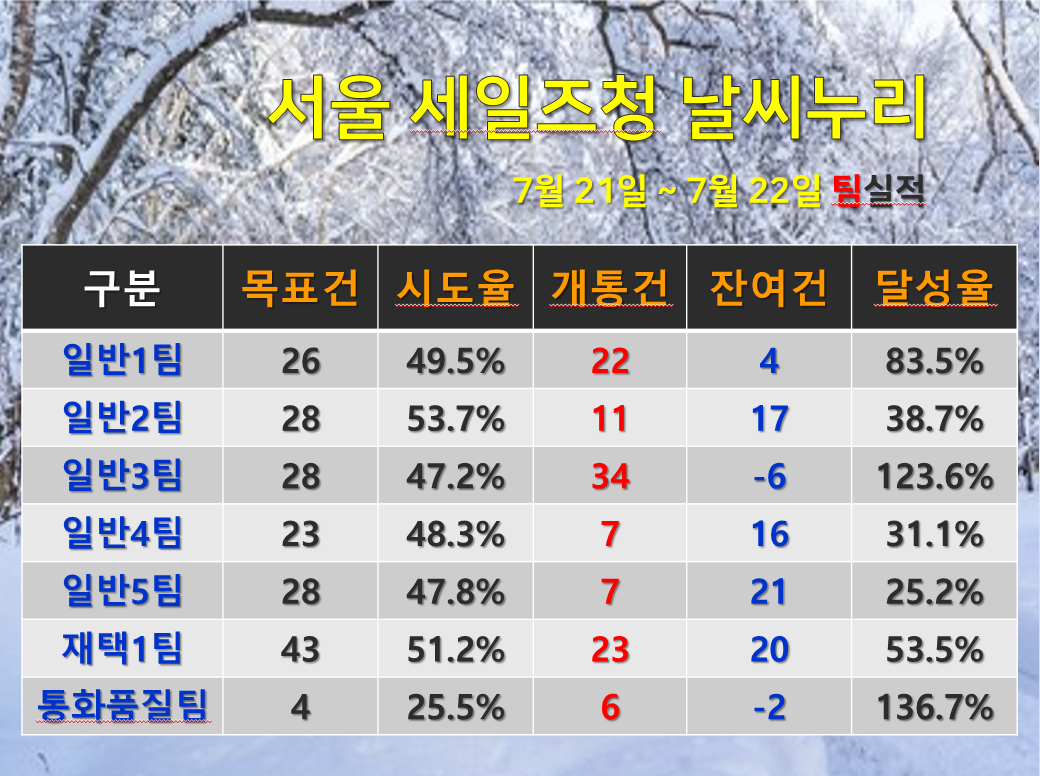 서울 세일즈청 날씨누리
7월 21일 ~ 7월 22일 팀실적
구분 목표건 시도율 개통건 잔여건 달성율
일반1팀 26 49.5% 22 4 83.5%
일반2팀 28 53.7% 11 17 38.7%
일반3팀 28 47.2% 34 -6 123.6%
일반4팀 23 48.3% 7 16 31.1%
일반5팀 28 47.8% 7 21 25.2%
재택1팀 43 51.2% 23 20 53.5%
통화품질팀 4 25.5% 6 -2 136.7%